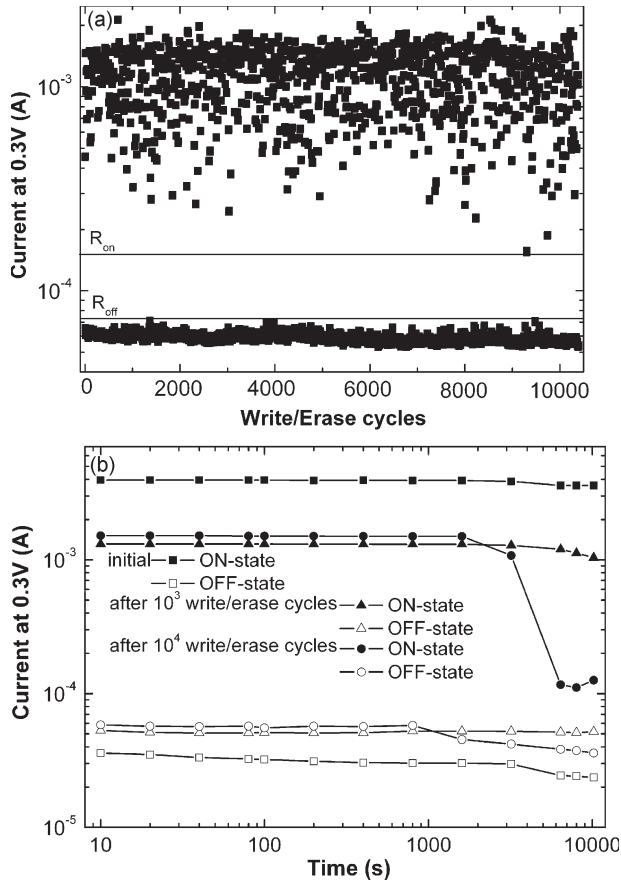 (a)
10⁻³
R_on
10⁻⁴
R_off
Current at 0.3V (A)
0 2000 4000 6000 8000 10000
Write/Erase cycles
(b)
10⁻³
initial ON-state
OFF-state
after 10³ write/erase cycles ON-state
OFF-state
after 10⁴ write/erase cycles ON-state
OFF-state
10⁻⁴
10⁻⁵
Current at 0.3V (A)
10 100 1000 10000
Time (s)